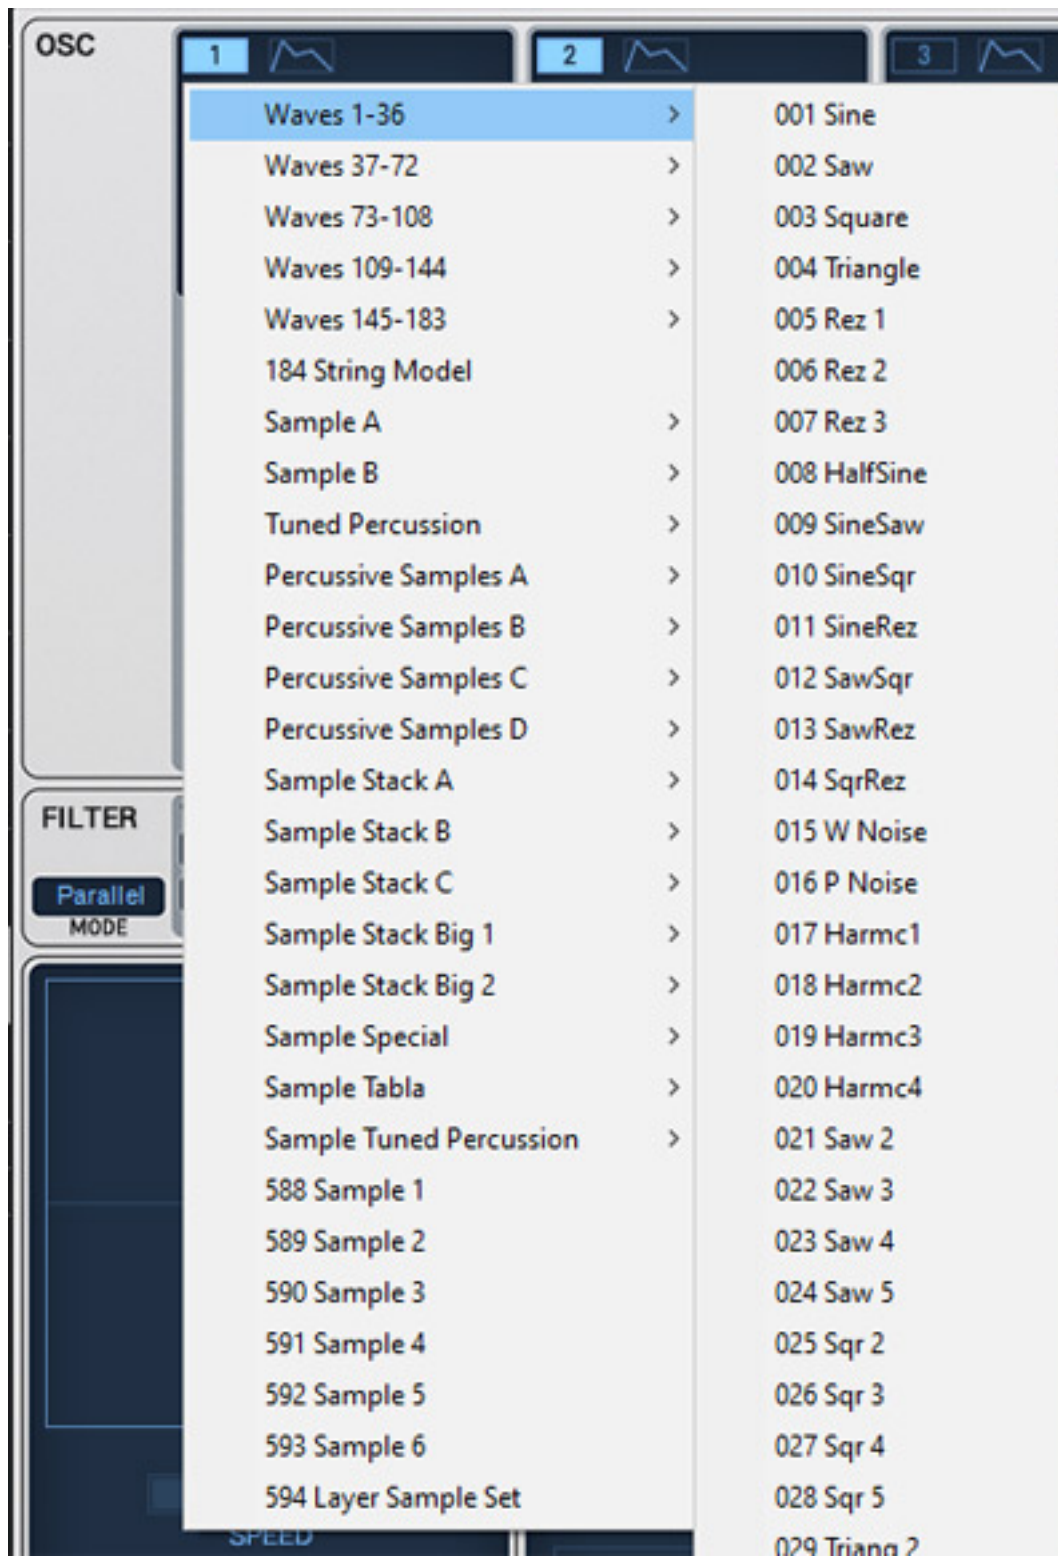 OSC
1
2
3
Waves 1-36
Waves 37-72
Waves 73-108
Waves 109-144
Waves 145-183
184 String Model
Sample A
Sample B
Tuned Percussion
Percussive Samples A
Percussive Samples B
Percussive Samples C
Percussive Samples D
Sample Stack A
Sample Stack B
Sample Stack C
Sample Stack Big 1
Sample Stack Big 2
Sample Special
Sample Tabla
Sample Tuned Percussion
588 Sample 1
589 Sample 2
590 Sample 3
591 Sample 4
592 Sample 5
593 Sample 6
594 Layer Sample Set
001 Sine
002 Saw
003 Square
004 Triangle
005 Rez 1
006 Rez 2
007 Rez 3
008 HalfSine
009 SineSaw
010 SineSqr
011 SineRez
012 SawSqr
013 SawRez
014 SqrRez
015 W Noise
016 P Noise
017 Harmc1
018 Harmc2
019 Harmc3
020 Harmc4
021 Saw 2
022 Saw 3
023 Saw 4
024 Saw 5
025 Sqr 2
026 Sqr 3
027 Sqr 4
028 Sqr 5
029 Triang 2
FILTER
Parallel
MODE
SPEED